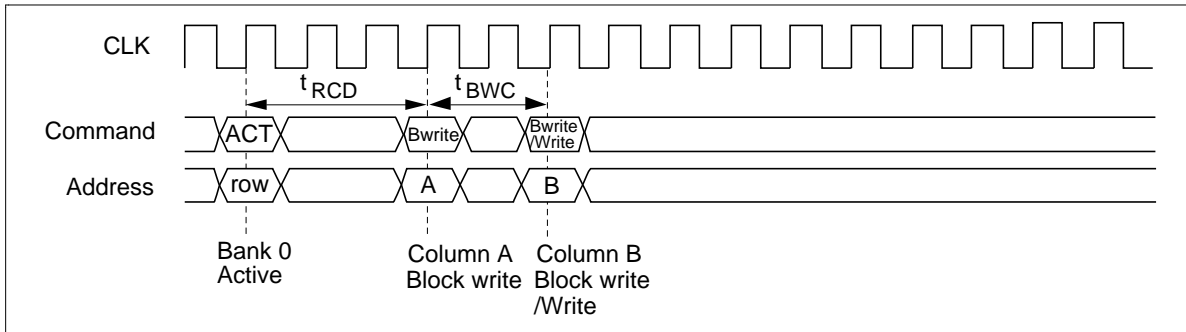 CLK
t RCD
t BWC
Command
ACT
Bwrite
Bwrite
/Write
Address
row
A
B
Bank 0
Active
Column A
Block write
Column B
Block write
/Write